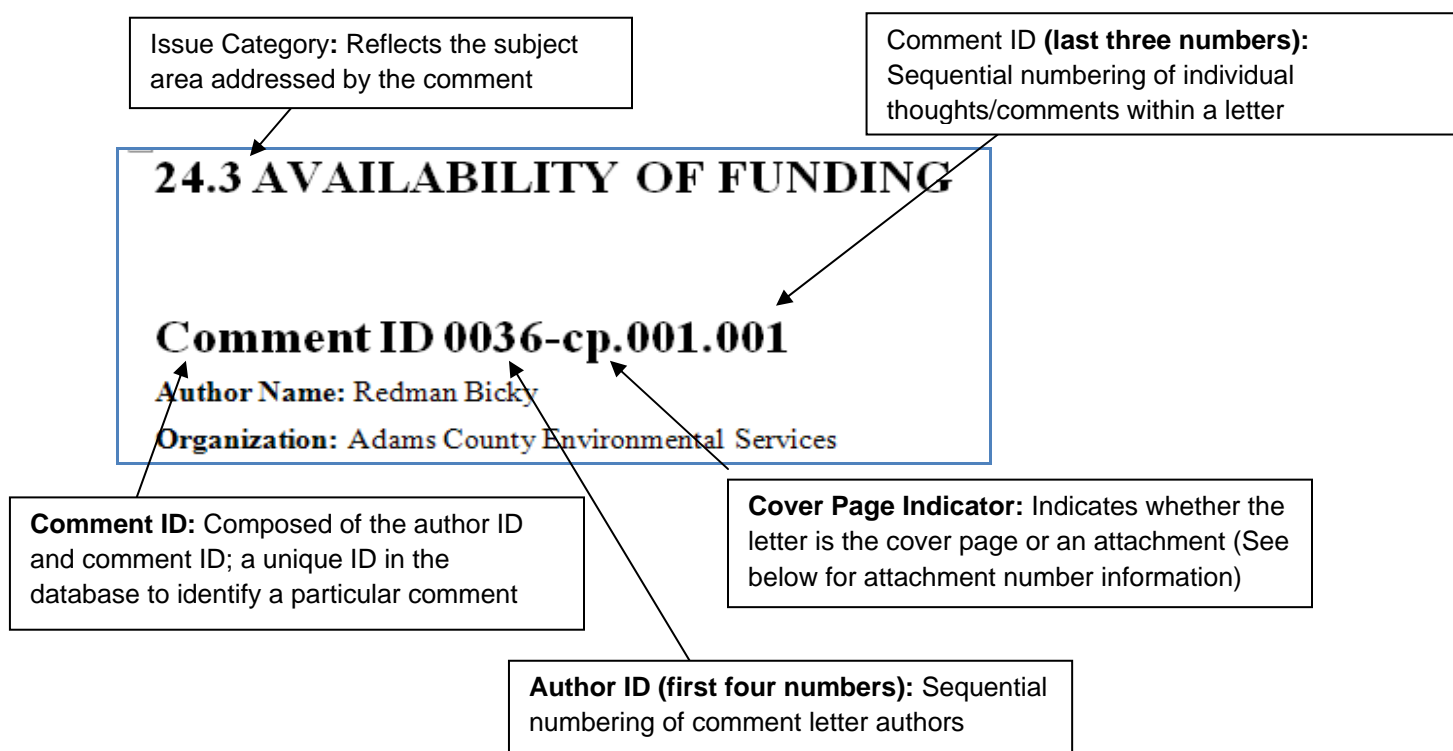 Issue Category: Reflects the subject
area addressed by the comment
Comment ID (last three numbers):
Sequential numbering of individual
thoughts/comments within a letter
24.3 AVAILABILITY OF FUNDING
Comment ID 0036-cp.001.001
Author Name: Redman Bicky
Organization: Adams County Environmental Services
Comment ID: Composed of the author ID
and comment ID; a unique ID in the
database to identify a particular comment
Cover Page Indicator: Indicates whether the
letter is the cover page or an attachment (See
below for attachment number information)
Author ID (first four numbers): Sequential
numbering of comment letter authors